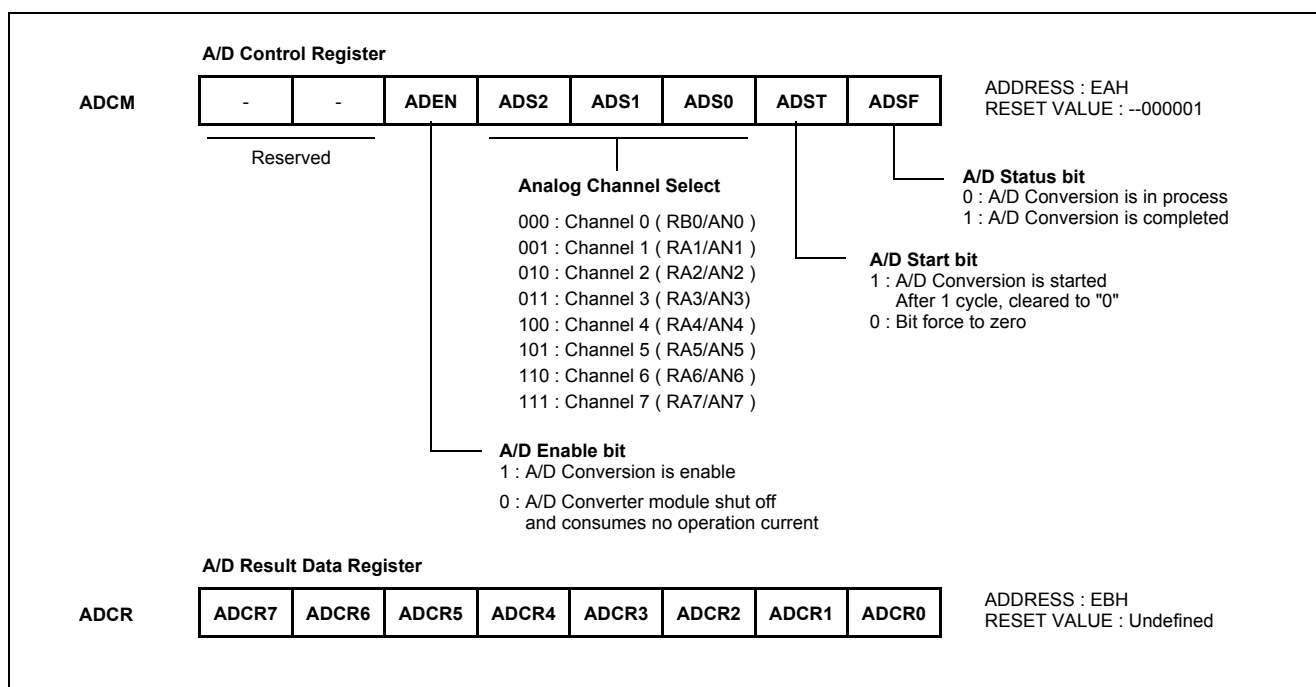 A/D Control Register
ADCM - - ADEN ADS2 ADS1 ADS0 ADST ADSF
ADDRESS : EAH
RESET VALUE : --000001
Reserved
Analog Channel Select
000 : Channel 0 ( RB0/AN0 )
001 : Channel 1 ( RA1/AN1 )
010 : Channel 2 ( RA2/AN2 )
011 : Channel 3 ( RA3/AN3)
100 : Channel 4 ( RA4/AN4 )
101 : Channel 5 ( RA5/AN5 )
110 : Channel 6 ( RA6/AN6 )
111 : Channel 7 ( RA7/AN7 )
A/D Status bit
0 : A/D Conversion is in process
1 : A/D Conversion is completed
A/D Start bit
1 : A/D Conversion is started
After 1 cycle, cleared to "0"
0 : Bit force to zero
A/D Enable bit
1 : A/D Conversion is enable
0 : A/D Converter module shut off
and consumes no operation current
A/D Result Data Register
ADCR ADCR7 ADCR6 ADCR5 ADCR4 ADCR3 ADCR2 ADCR1 ADCR0
ADDRESS : EBH
RESET VALUE : Undefined